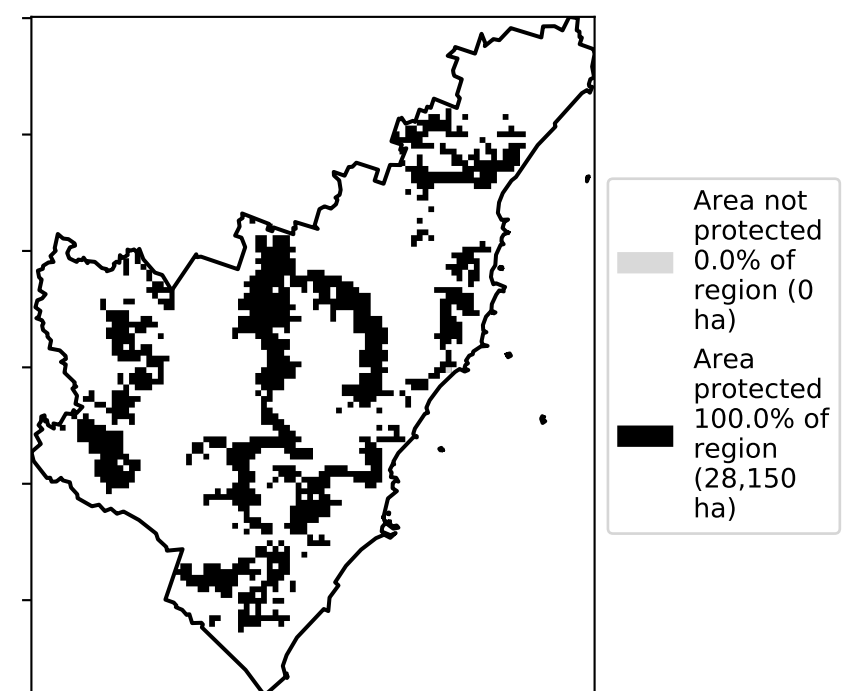 Area not
protected
0.0% of
region (0
ha)
Area
protected
100.0% of
region
(28,150
ha)